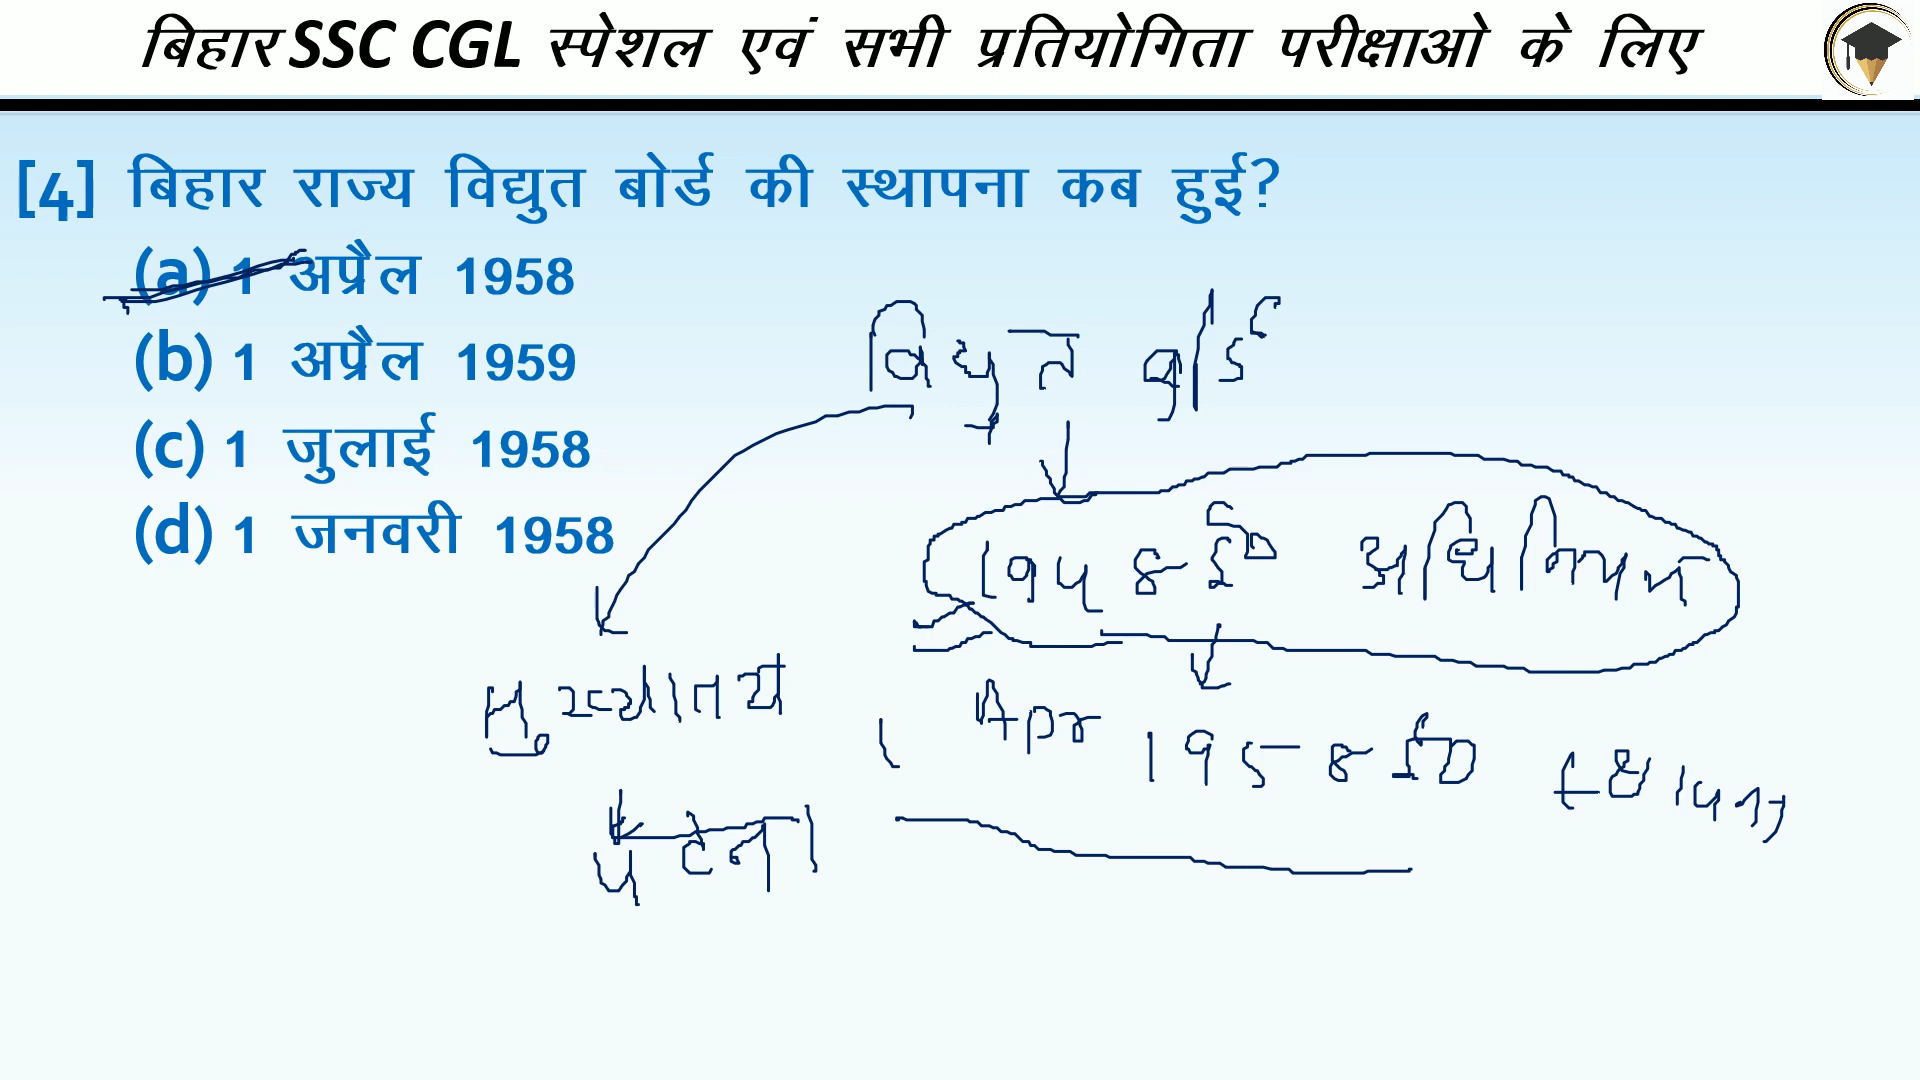 बिहार SSC CGL स्पेशल एवं सभी प्रतियोगिता परीक्षाओ के लिए
[4] बिहार राज्य विद्युत बोर्ड की स्थापना कब हुई?
(a) 1 अप्रैल 1958
(b) 1 अप्रैल 1959
(c) 1 जुलाई 1958
(d) 1 जनवरी 1958
विधुत बोर्ड
1948 ई० अधिनियम
मुख्यालय
1 Apr 1958 ई० स्थापना
पटना